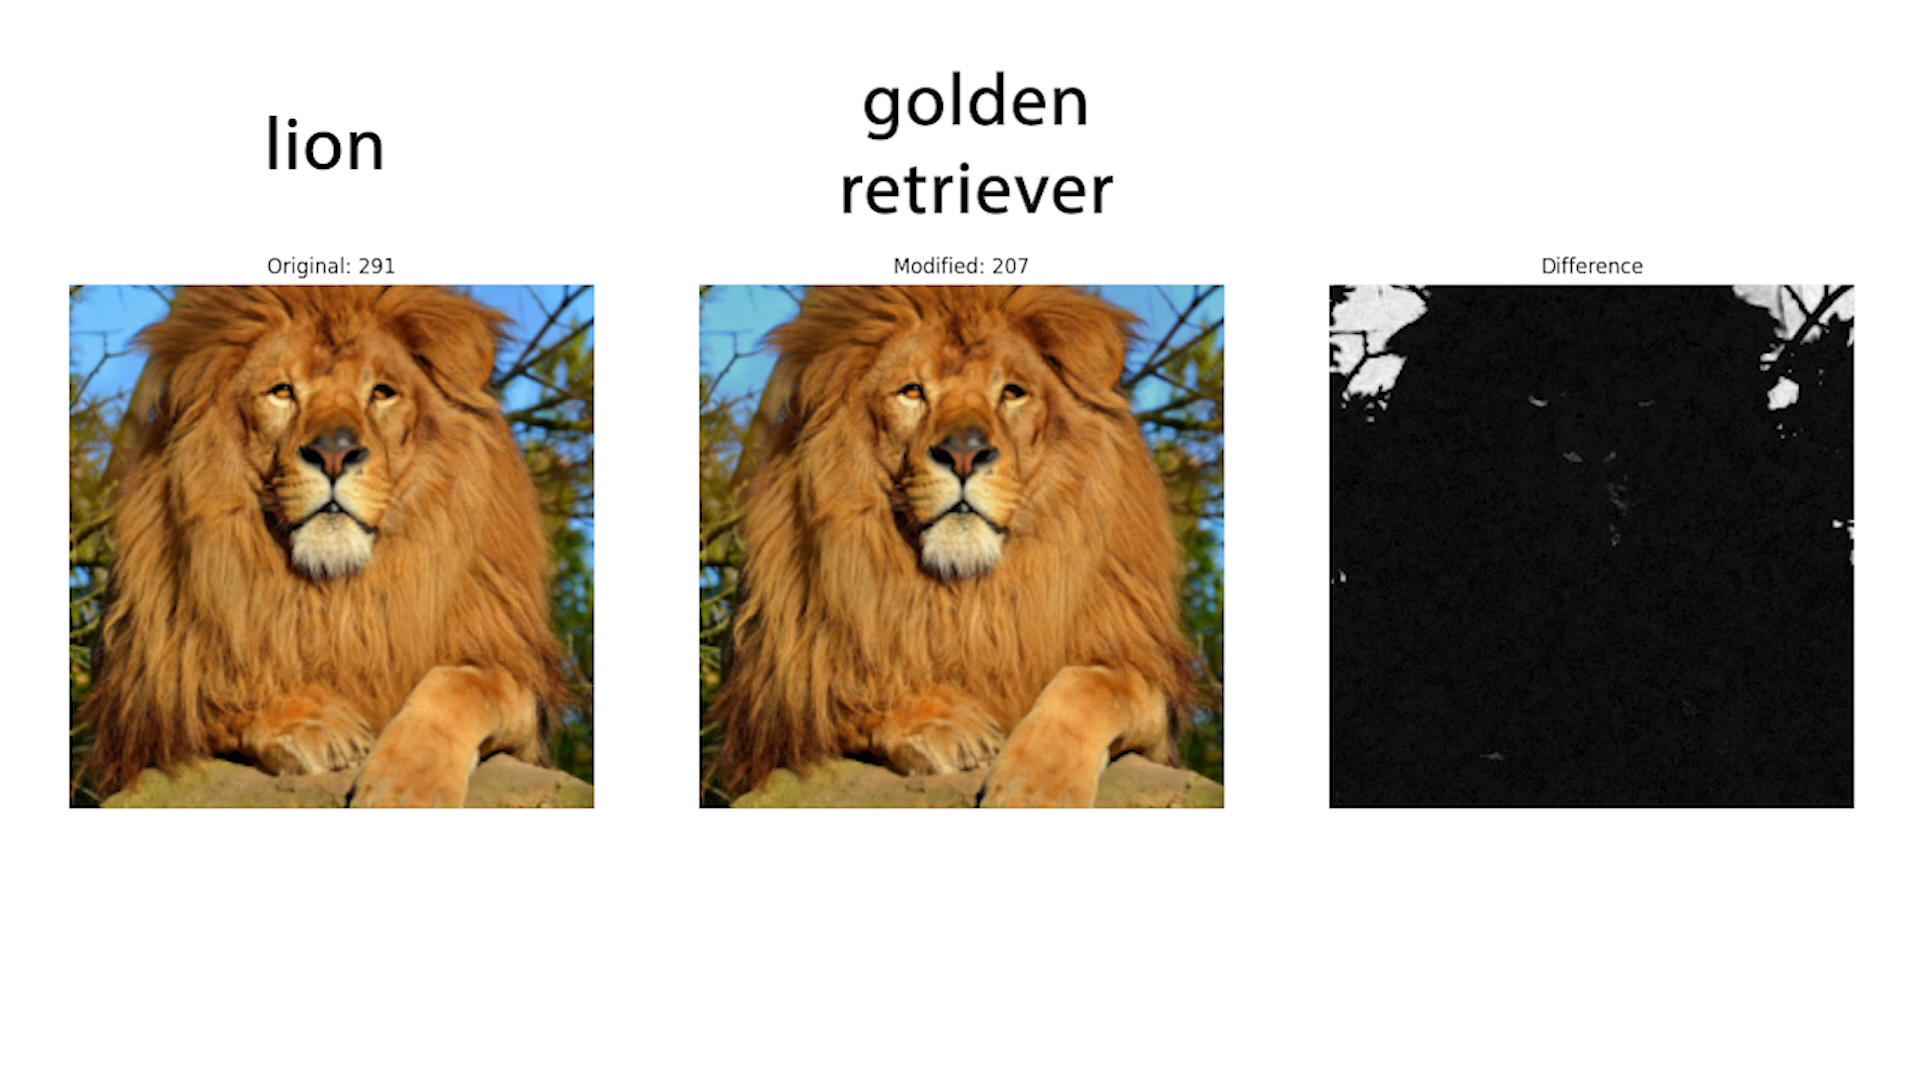 lion
golden
retriever
Original: 291
Modified: 207
Difference